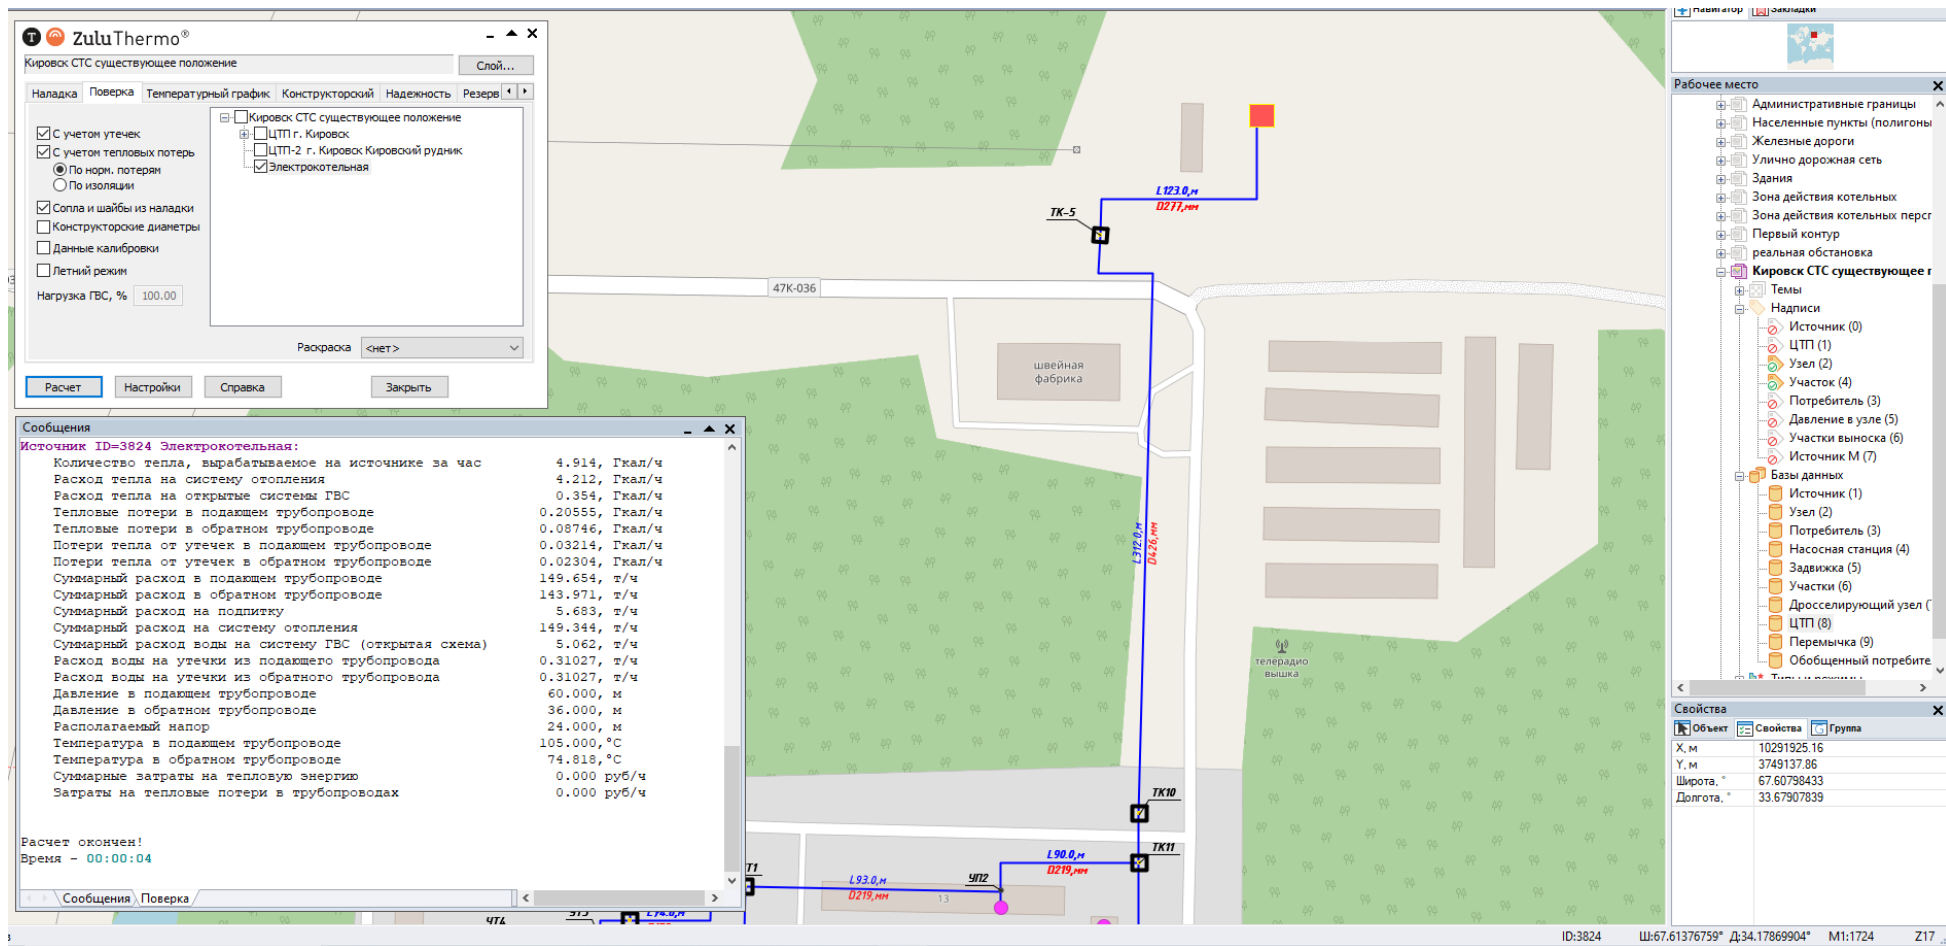 ZuluThermo®
Кировск СТС существующее положение
Слой...
Наладка
Поверка
Температурный график
Конструкторский
Надежность
Резерв
С учетом утечек
С учетом тепловых потерь
По норм. потерям
По изоляции
Сопла и шайбы из наладки
Конструкторские диаметры
Данные калибровки
Летний режим
Нагрузка ГВС, %
100.00
Кировск СТС существующее положение
ЦТП г. Кировск
ЦТП-2 г. Кировск Кировский рудник
Электрокотельная
Раскраска
<нет>
Расчет
Настройки
Справка
Закрыть
Сообщения
Источник ID=3824 Электрокотельная:
Количество тепла, вырабатываемое на источнике за час 4.914, Гкал/ч
Расход тепла на систему отопления 4.212, Гкал/ч
Расход тепла на открытые системы ГВС 0.354, Гкал/ч
Тепловые потери в подающем трубопроводе 0.20555, Гкал/ч
Тепловые потери в обратном трубопроводе 0.08746, Гкал/ч
Потери тепла от утечек в подающем трубопроводе 0.03214, Гкал/ч
Потери тепла от утечек в обратном трубопроводе 0.02304, Гкал/ч
Суммарный расход в подающем трубопроводе 149.654, т/ч
Суммарный расход в обратном трубопроводе 143.971, т/ч
Суммарный расход на подпитку 5.683, т/ч
Суммарный расход на систему отопления 149.344, т/ч
Суммарный расход воды на систему ГВС (открытая схема) 5.062, т/ч
Расход воды на утечки из подающего трубопровода 0.31027, т/ч
Расход воды на утечки из обратного трубопровода 0.31027, т/ч
Давление в подающем трубопроводе 60.000, м
Давление в обратном трубопроводе 36.000, м
Располагаемый напор 24.000, м
Температура в подающем трубопроводе 105.000,°C
Температура в обратном трубопроводе 74.818,°C
Суммарные затраты на тепловую энергию 0.000 руб/ч
Затраты на тепловые потери в трубопроводах 0.000 руб/ч
Расчет окончен!
Время - 00:00:04
Сообщения
Поверка
L123.0,м
D277,мм
ТК-5
47К-036
швейная
фабрика
L312.0,м
D426,мм
телерадио
вышка
ТК10
ТК11
L90.0,м
D219,мм
L93.0,м
D219,мм
УП2
13
УТ4
Навигатор
Закладки
Рабочее место
Административные границы
Населенные пункты (полигоны
Железные дороги
Улично дорожная сеть
Здания
Зона действия котельных
Зона действия котельных перс
Первый контур
реальная обстановка
Кировск СТС существующее
Темы
Надписи
Источник (0)
ЦТП (1)
Узел (2)
Участок (4)
Потребитель (3)
Давление в узле (5)
Участки выноска (6)
Источник М (7)
Базы данных
Источник (1)
Узел (2)
Потребитель (3)
Насосная станция (4)
Задвижка (5)
Участки (6)
Дросселирующий узел (
ЦТП (8)
Перемычка (9)
Обобщенный потребите
Типы и режимы
Свойства
Объект
Свойства
Группа
X, м 10291925.16
Y, м 3749137.86
Широта, ° 67.60798433
Долгота, ° 33.67907839
ID:3824
Ш:67.61376759° Д:34.17869904°
М1:1724
Z17